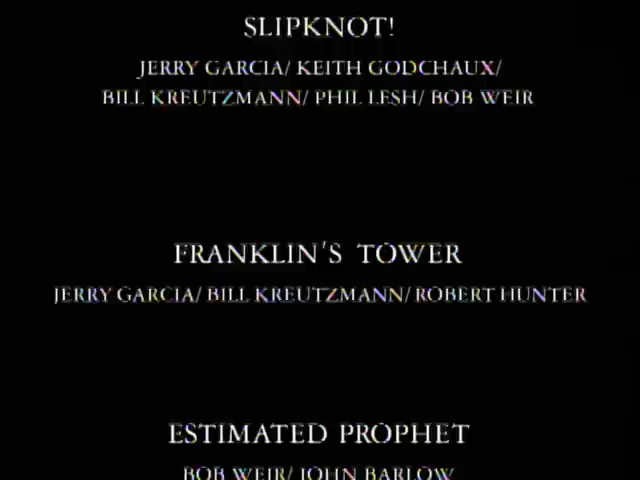 SLIPKNOT!
JERRY GARCIA/ KEITH GODCHAUX/
BILL KREUTZMANN/ PHIL LESH/ BOB WEIR
FRANKLIN'S TOWER
JERRY GARCIA/ BILL KREUTZMANN/ ROBERT HUNTER
ESTIMATED PROPHET
BOB WEIR/ JOHN BARLOW